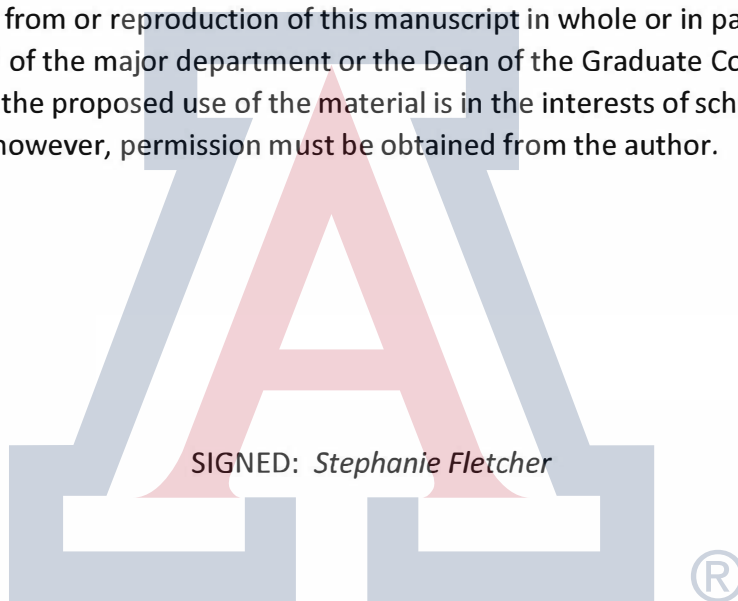 from or reproduction of this manuscript in whole or in pa
of the major department or the Dean of the Graduate Co
the proposed use of the material is in the interests of sch
however, permission must be obtained from the author.
SIGNED: Stephanie Fletcher
A
®